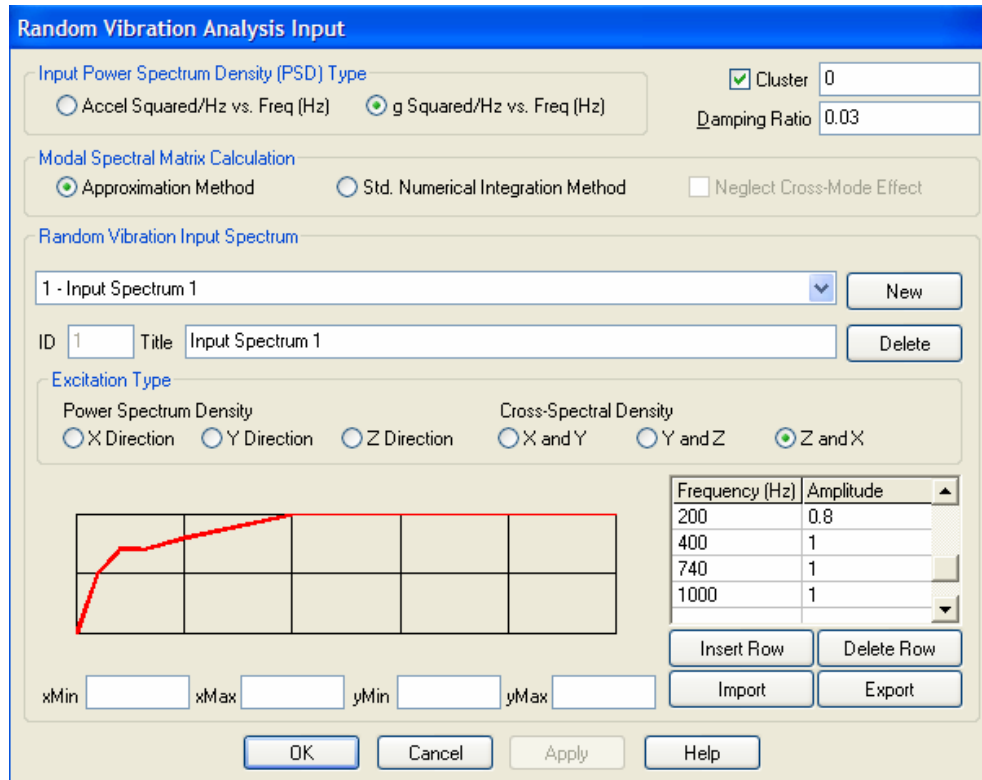 Random Vibration Analysis Input
Input Power Spectrum Density (PSD) Type
Accel Squared/Hz vs. Freq (Hz) g Squared/Hz vs. Freq (Hz)
Cluster 0
Damping Ratio 0.03
Modal Spectral Matrix Calculation
Approximation Method Std. Numerical Integration Method Neglect Cross-Mode Effect
Random Vibration Input Spectrum
1 - Input Spectrum 1 New
ID 1 Title Input Spectrum 1 Delete
Excitation Type
Power Spectrum Density Cross-Spectral Density
X Direction Y Direction Z Direction X and Y Y and Z Z and X
Frequency (Hz) Amplitude
200 0.8
400 1
740 1
1000 1
Insert Row Delete Row
xMin xMax yMin yMax Import Export
OK Cancel Apply Help